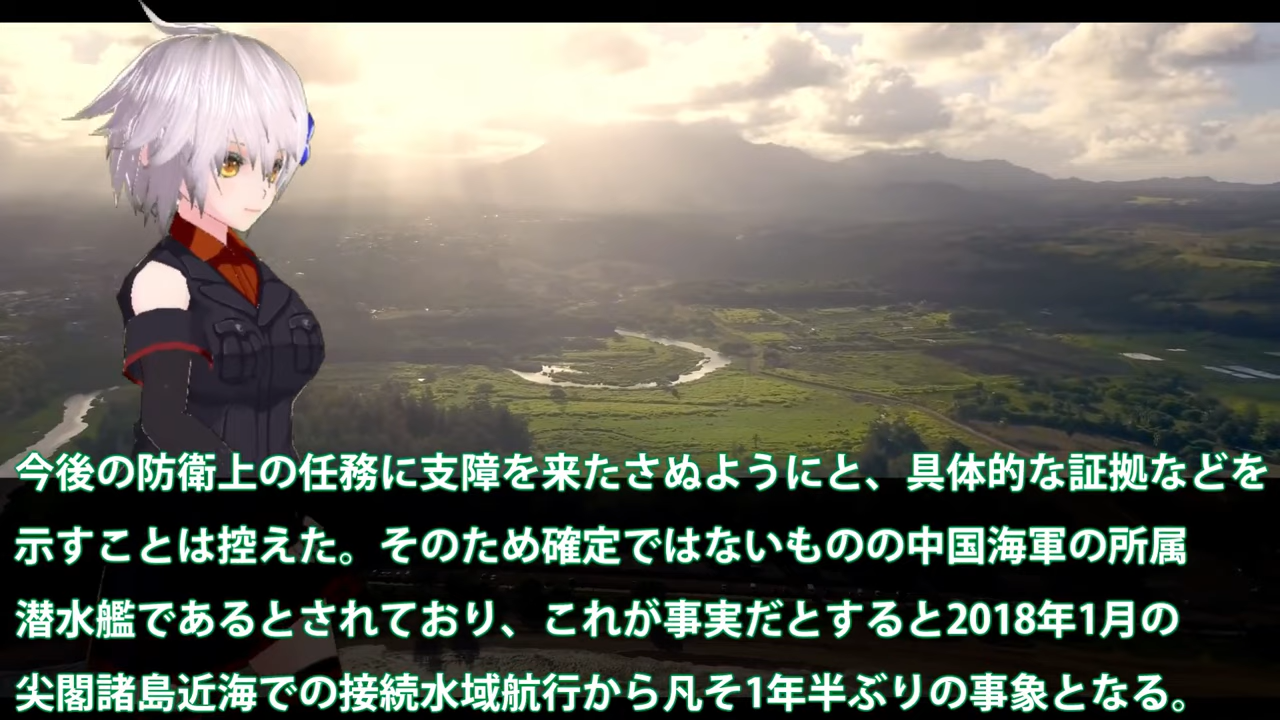 今後の防衛上の任務に支障を来たさぬようにと、具体的な証拠などを
示すことは控えた。そのため確定ではないものの中国海軍の所属
潜水艦であるとされており、これが事実だとすると2018年1月の
尖閣諸島近海での接続水域航行から凡そ1年半ぶりの事象となる。